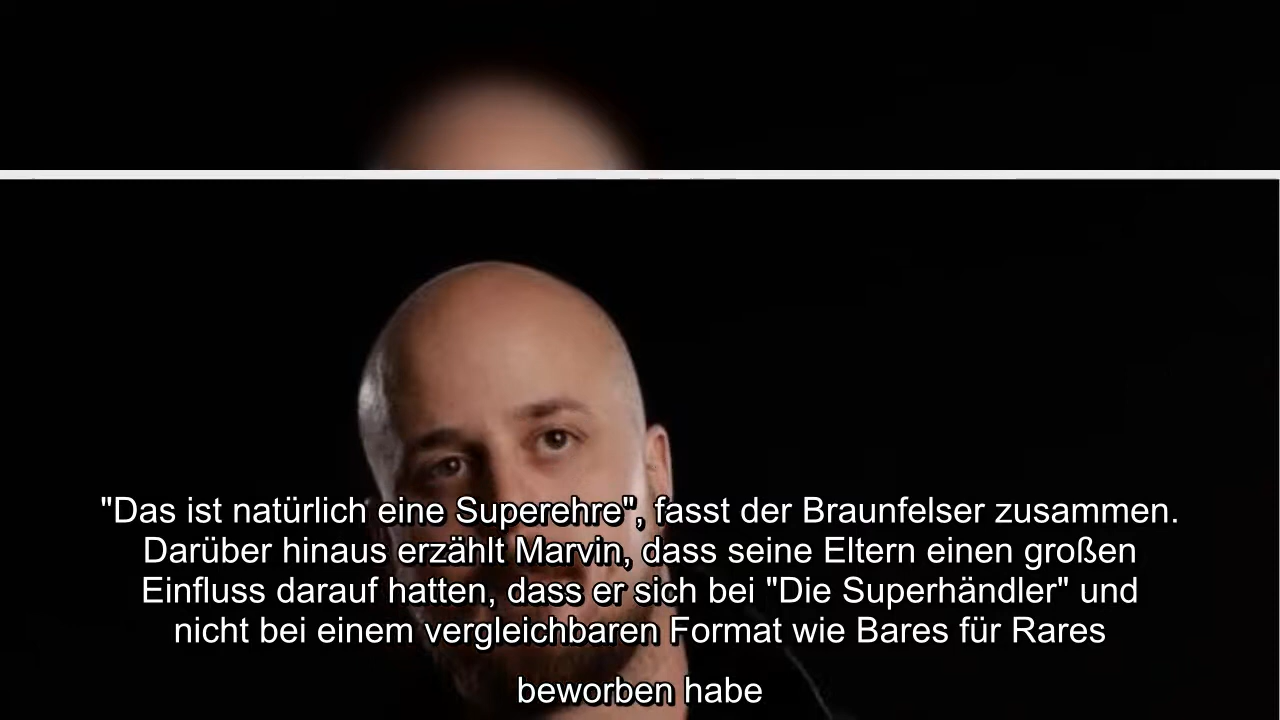 "Das ist natürlich eine Superehre", fasst der Braunfelser zusammen.
Darüber hinaus erzählt Marvin, dass seine Eltern einen großen
Einfluss darauf hatten, dass er sich bei "Die Superhändler" und
nicht bei einem vergleichbaren Format wie Bares für Rares
beworben habe